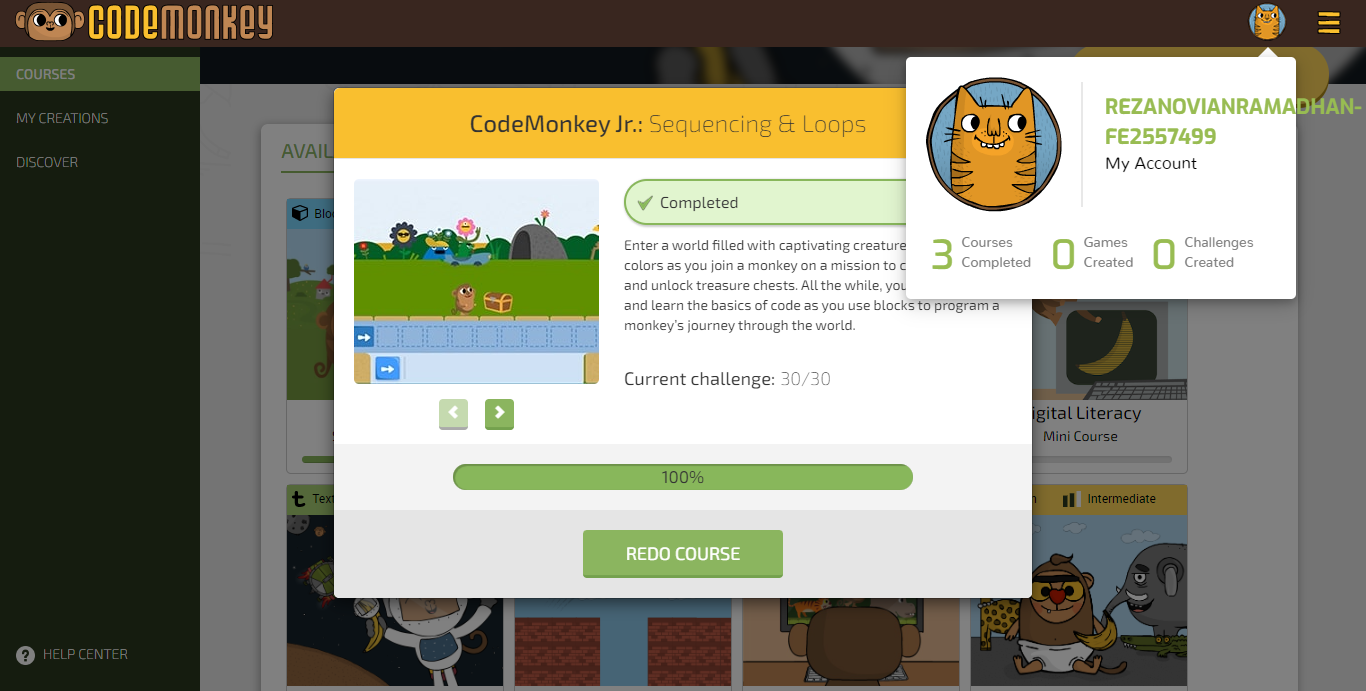 CODEMONKEY
COURSES
MY CREATIONS
DISCOVER
HELP CENTER
AVAIL
Bloc
CodeMonkey Jr.: Sequencing & Loops
Completed
Enter a world filled with captivating creature
colors as you join a monkey on a mission to c
and unlock treasure chests. All the while, you
and learn the basics of code as you use blocks to program a
monkey's journey through the world.
Current challenge: 30/30
100%
REDO COURSE
REZANOVIANRAMADHAN-
FE2557499
My Account
3 Courses Completed
0 Games Created
0 Challenges Created
igital Literacy
Mini Course
Text
Intermediate